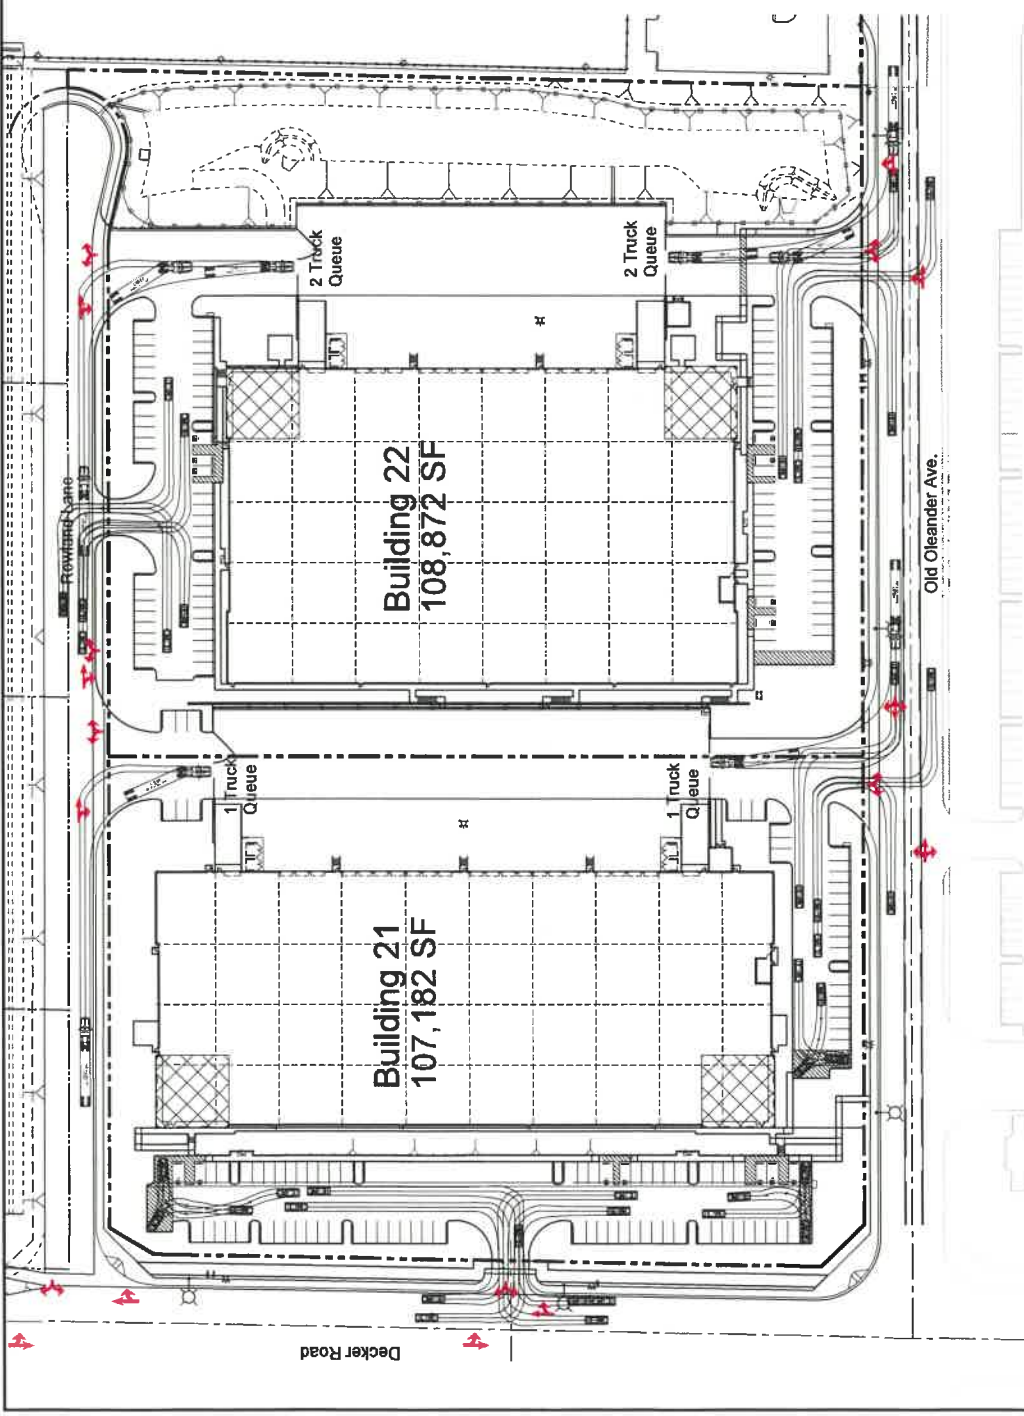 Rowland Lane
2 Truck
Queue
2 Truck
Queue
Building 22
108,872 SF
Old Oleander Ave.
1 Truck
Queue
1 Truck
Queue
Building 21
107,182 SF
Decker Road